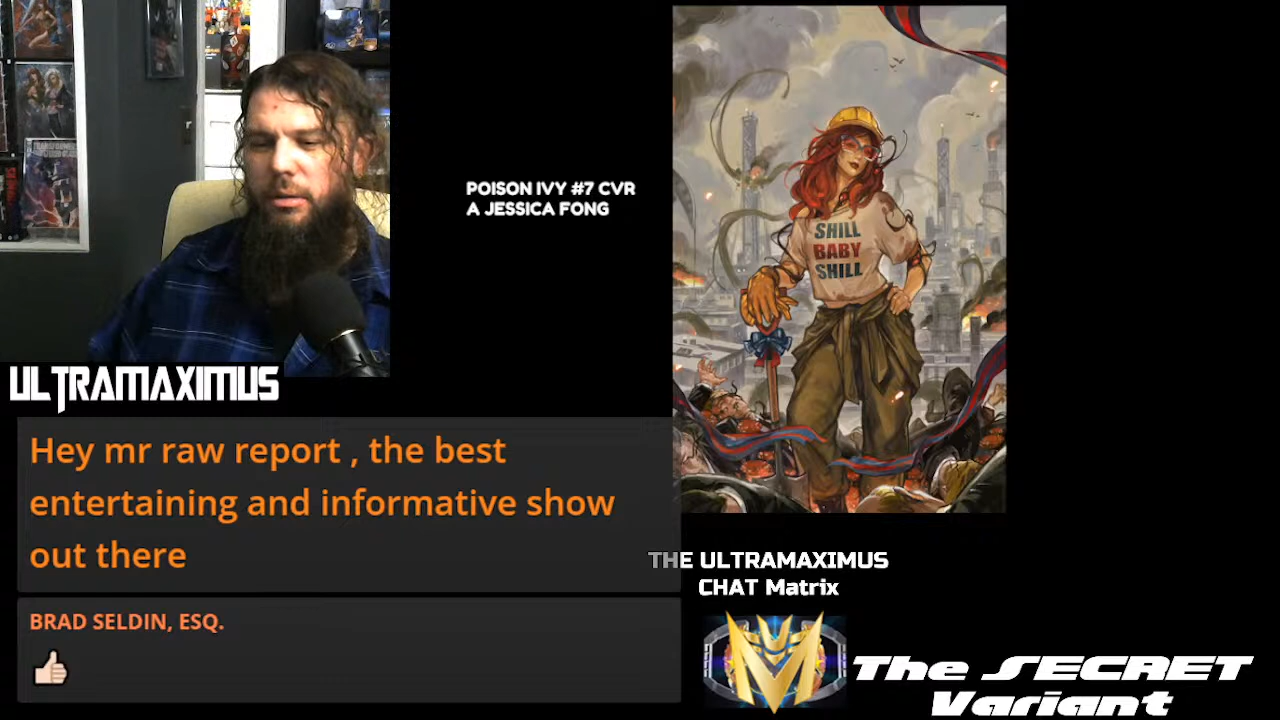 POISON IVY #7 CVR
A JESSICA FONG
SHILL
BABY
SHILL
ULTRAMAXIMUS
Hey mr raw report , the best
entertaining and informative show
out there
BRAD SELDIN, ESQ.
THE ULTRAMAXIMUS
CHAT Matrix
The SECRET
Variant